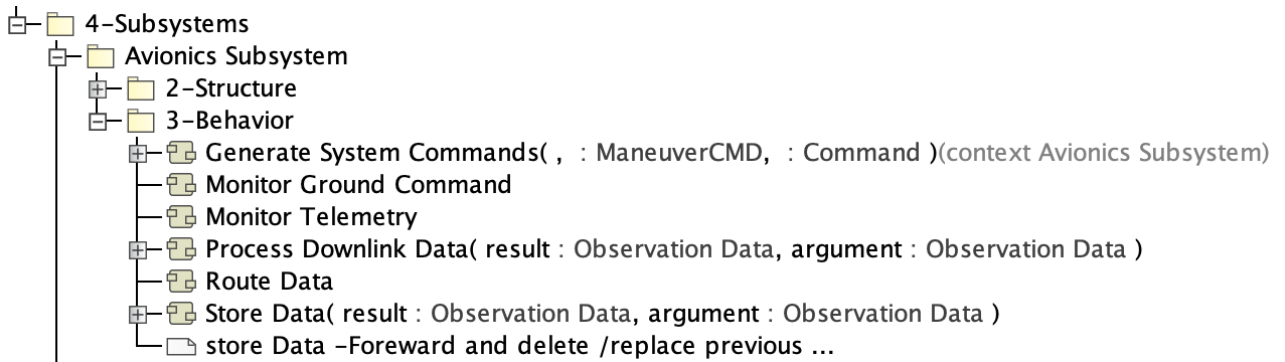 4-Subsystems
Avionics Subsystem
2-Structure
3-Behavior
Generate System Commands( , : ManeuverCMD, : Command )(context Avionics Subsystem)
Monitor Ground Command
Monitor Telemetry
Process Downlink Data( result : Observation Data, argument : Observation Data )
Route Data
Store Data( result : Observation Data, argument : Observation Data )
store Data -Foreward and delete /replace previous ...